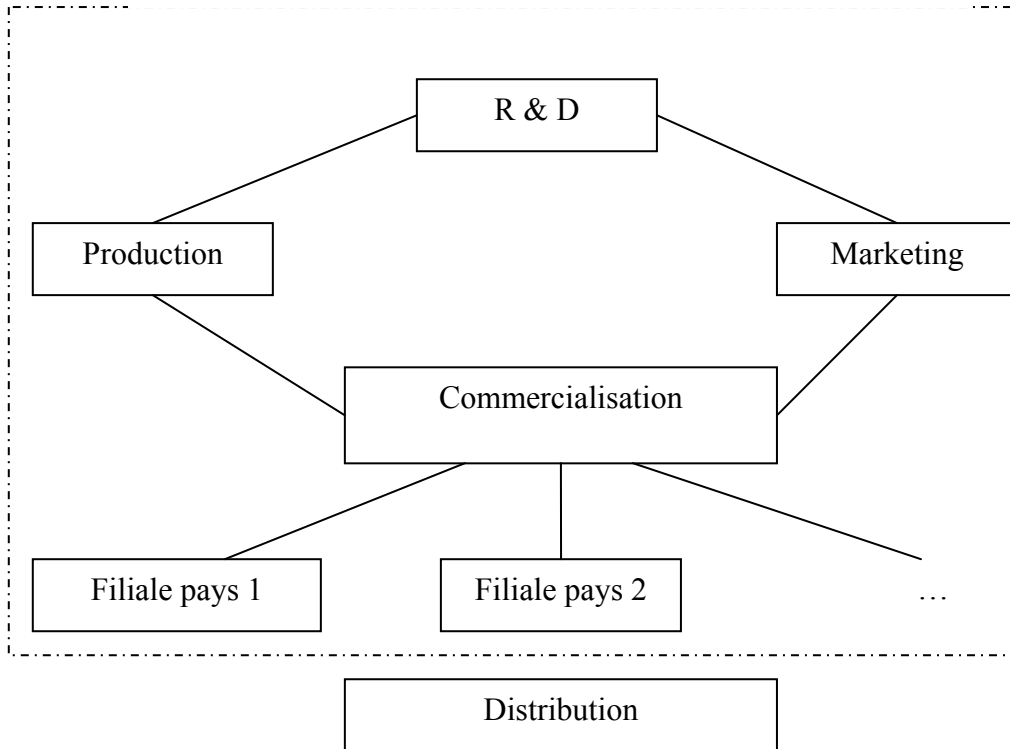 R & D
Production
Marketing
Commercialisation
Filiale pays 1
Filiale pays 2
…
Distribution